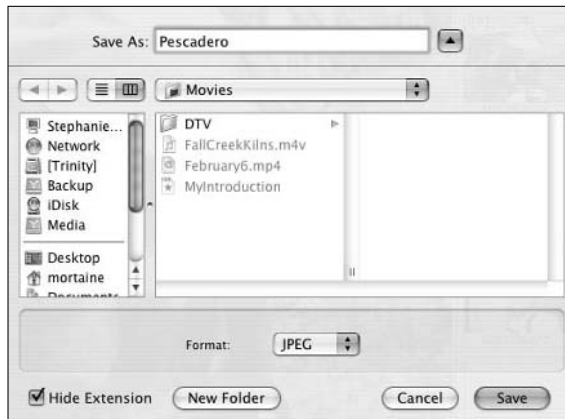 Save As: Pescadero
Movies
Stephanie...
Network
[Trinity]
Backup
iDisk
Media
Desktop
mortaine
Documents
DTV
FallCreekKilns.m4v
February6.mp4
MyIntroduction
Format: JPEG
Hide Extension
New Folder
Cancel
Save